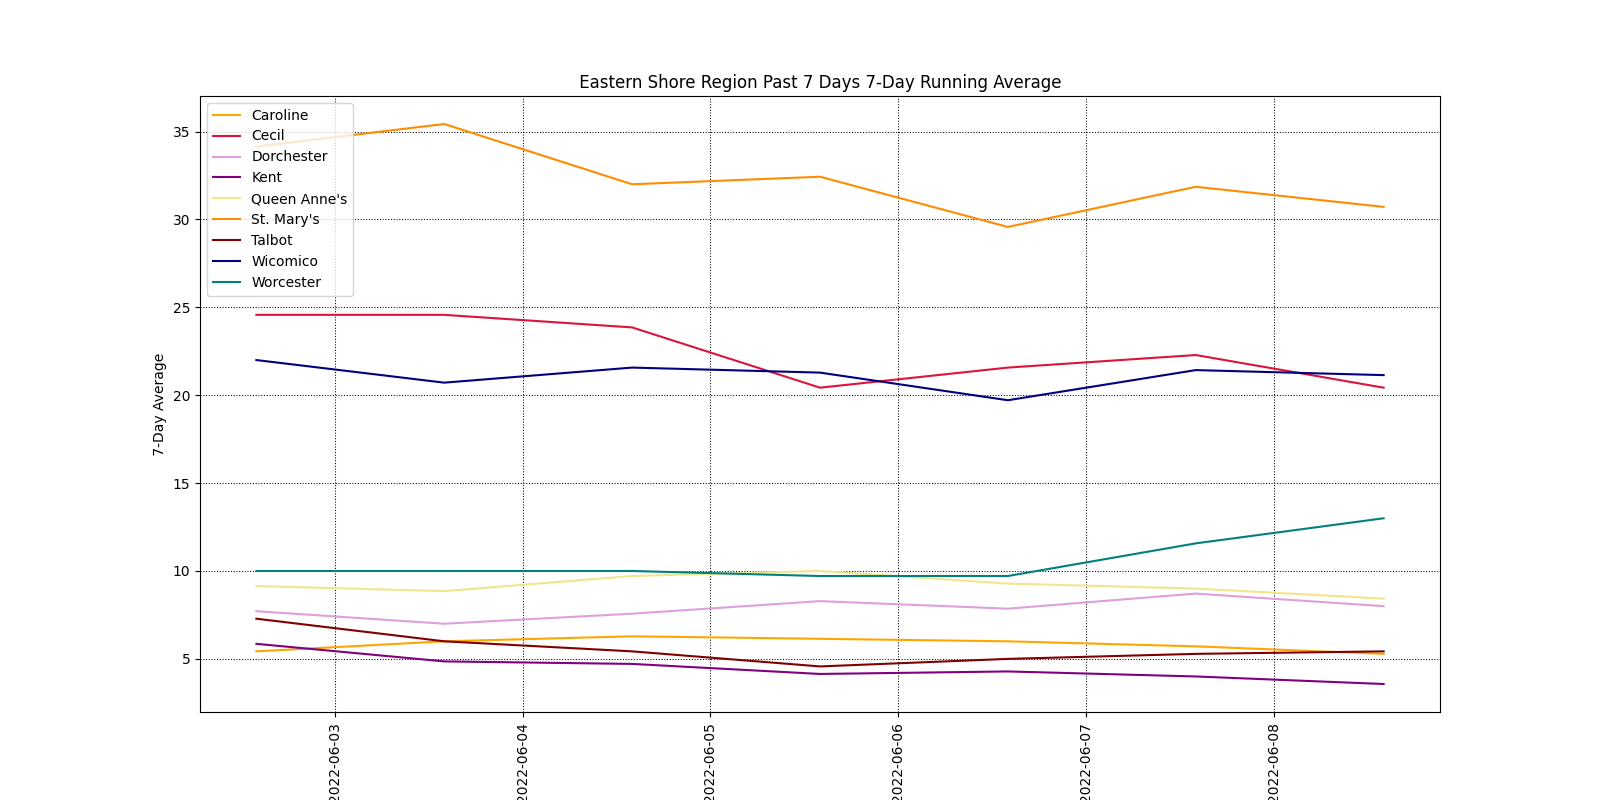 Eastern Shore Region Past 7 Days 7-Day Running Average
Caroline
Cecil
Dorchester
Kent
Queen Anne's
St. Mary's
Talbot
Wicomico
Worcester
35
30
25
20
15
10
5
7-Day Average
2022-06-03
2022-06-04
2022-06-05
2022-06-06
2022-06-07
2022-06-08